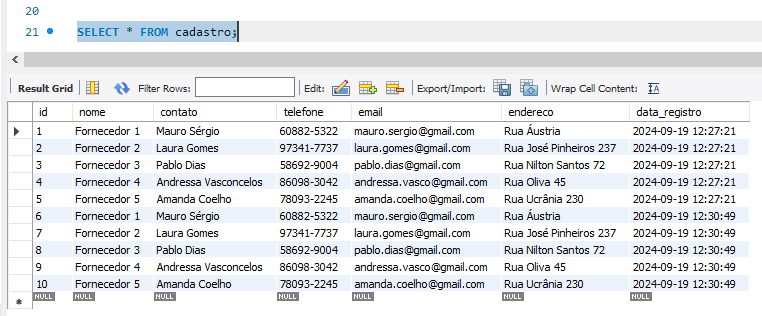 20
21 SELECT * FROM cadastro;
Result Grid Filter Rows: Edit: Export/Import: Wrap Cell Content:
id nome contato telefone email endereco data_registro
1 Fornecedor 1 Mauro Sérgio 60882-5322 mauro.sergio@gmail.com Rua Áustria 2024-09-19 12:27:21
2 Fornecedor 2 Laura Gomes 97341-7737 laura.gomes@gmail.com Rua José Pinheiros 237 2024-09-19 12:27:21
3 Fornecedor 3 Pablo Dias 58692-9004 pablo.dias@gmail.com Rua Nilton Santos 72 2024-09-19 12:27:21
4 Fornecedor 4 Andressa Vasconcelos 86098-3042 andressa.vasco@gmail.com Rua Oliva 45 2024-09-19 12:27:21
5 Fornecedor 5 Amanda Coelho 78093-2245 amanda.coelho@gmail.com Rua Ucrânia 230 2024-09-19 12:27:21
6 Fornecedor 1 Mauro Sérgio 60882-5322 mauro.sergio@gmail.com Rua Áustria 2024-09-19 12:30:49
7 Fornecedor 2 Laura Gomes 97341-7737 laura.gomes@gmail.com Rua José Pinheiros 237 2024-09-19 12:30:49
8 Fornecedor 3 Pablo Dias 58692-9004 pablo.dias@gmail.com Rua Nilton Santos 72 2024-09-19 12:30:49
9 Fornecedor 4 Andressa Vasconcelos 86098-3042 andressa.vasco@gmail.com Rua Oliva 45 2024-09-19 12:30:49
10 Fornecedor 5 Amanda Coelho 78093-2245 amanda.coelho@gmail.com Rua Ucrânia 230 2024-09-19 12:30:49
NULL NULL NULL NULL NULL NULL NULL